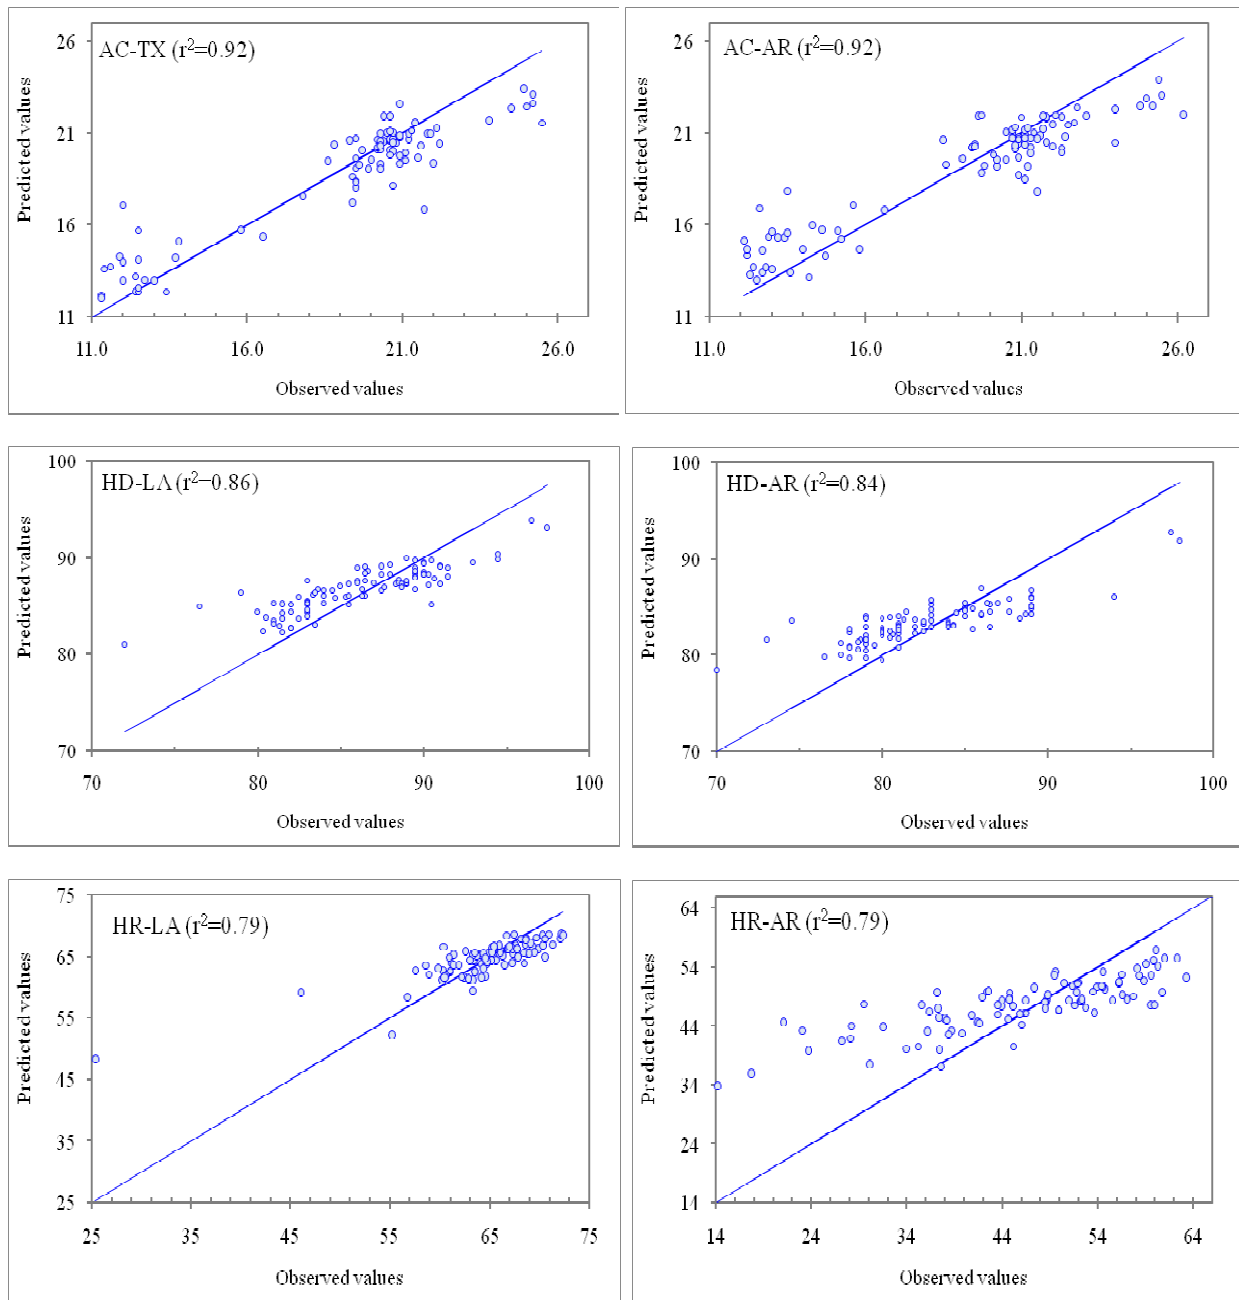 AC-TX (r²=0.92)
26
21
16
11
11.0 16.0 21.0 26.0
Predicted values
Observed values
AC-AR (r²=0.92)
26
21
16
11
11.0 16.0 21.0 26.0
Predicted values
Observed values
HD-LA (r²=0.86)
100
90
80
70
70 80 90 100
Predicted values
Observed values
HD-AR (r²=0.84)
100
90
80
70
70 80 90 100
Predicted values
Observed values
HR-LA (r²=0.79)
75
65
55
45
35
25
25 35 45 55 65 75
Predicted values
Observed values
HR-AR (r²=0.79)
64
54
44
34
24
14
14 24 34 44 54 64
Predicted values
Observed values